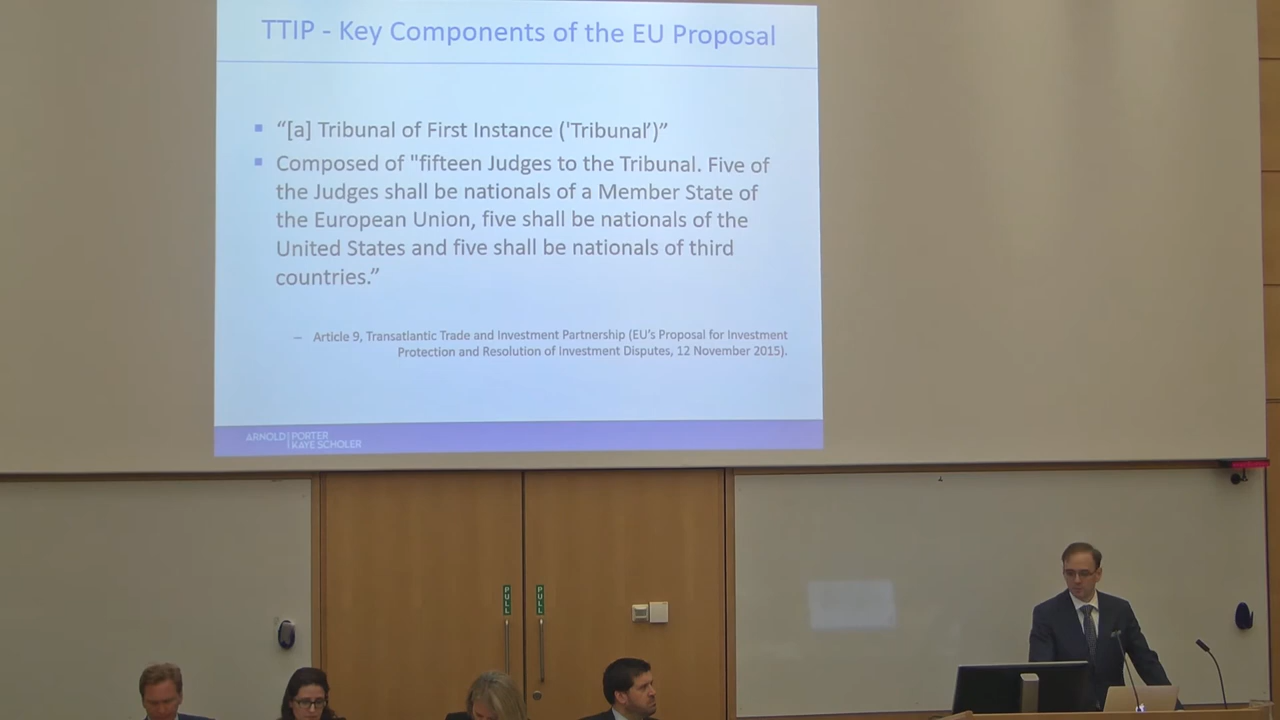 TTIP - Key Components of the EU Proposal
▪ “[a] Tribunal of First Instance ('Tribunal’)”
▪ Composed of "fifteen Judges to the Tribunal. Five of
the Judges shall be nationals of a Member State of
the European Union, five shall be nationals of the
United States and five shall be nationals of third
countries.”
– Article 9, Transatlantic Trade and Investment Partnership (EU’s Proposal for Investment
Protection and Resolution of Investment Disputes, 12 November 2015).
ARNOLD | PORTER
KAYE SCHOLER
PULL
PULL